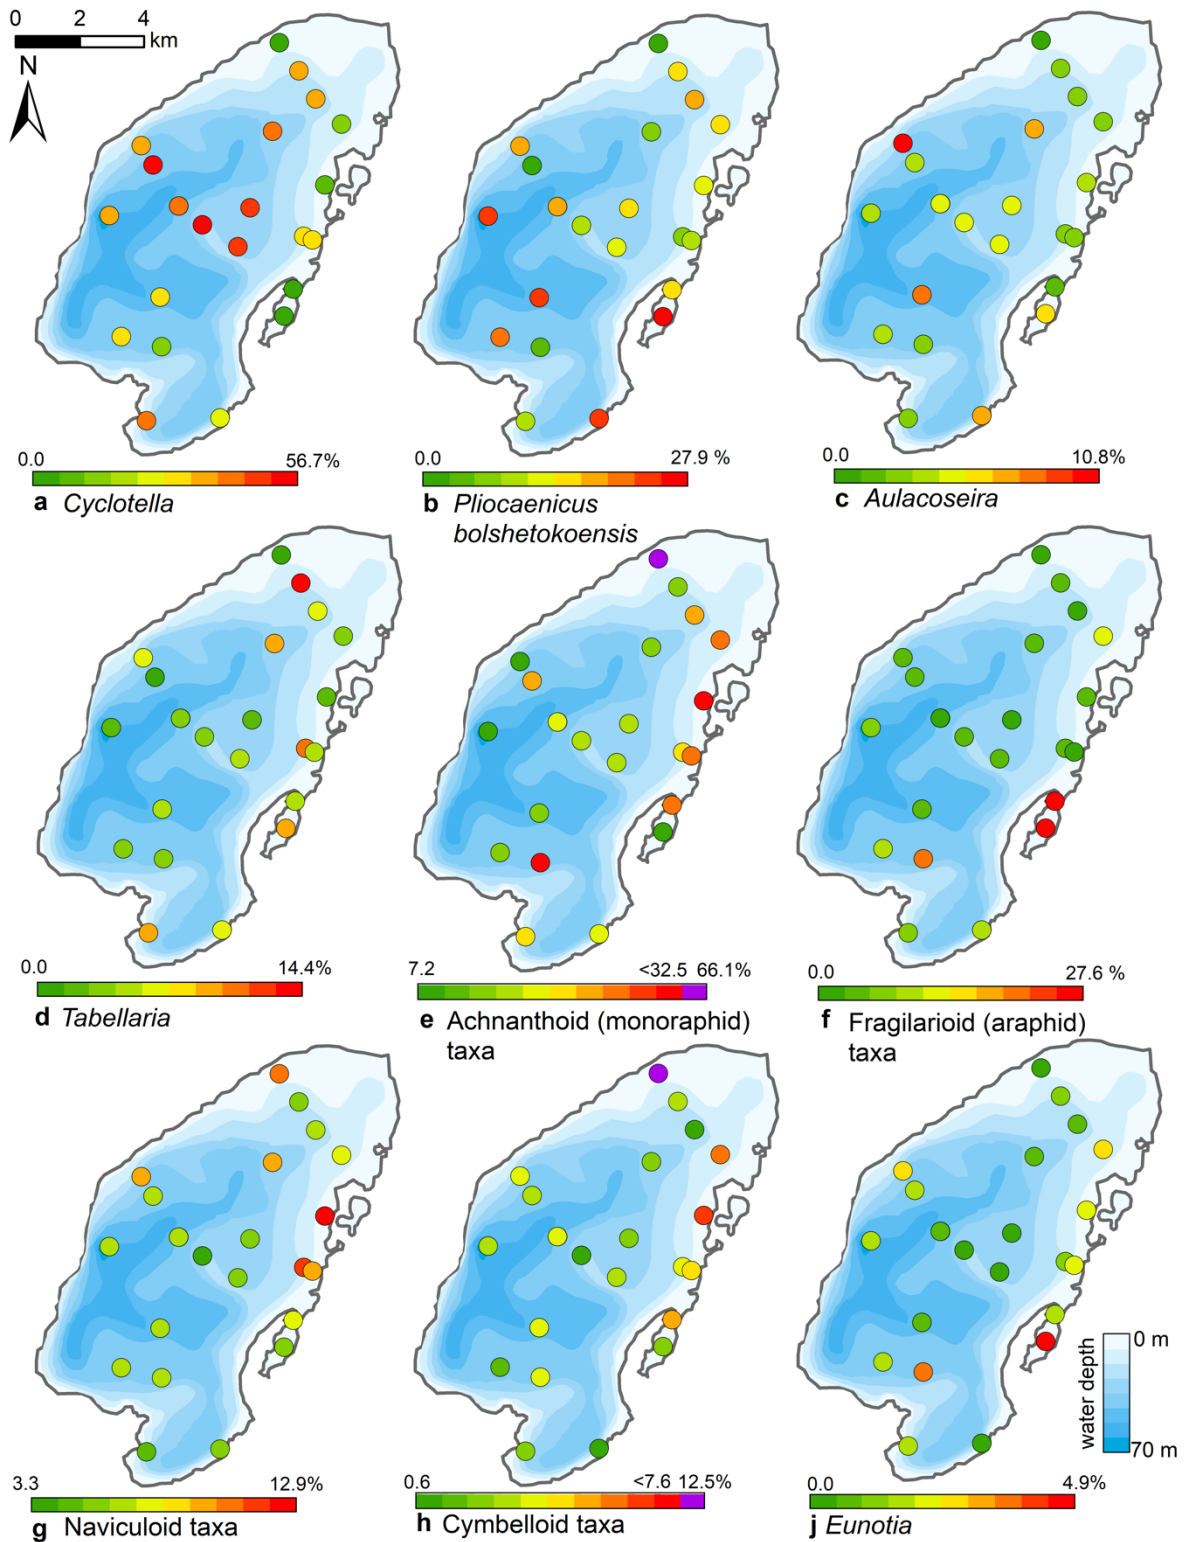 0 2 4
km
N
0.0 56.7%
a Cyclotella
0.0 27.9 %
b Pliocaenicus
bolshetokoensis
0.0 10.8%
c Aulacoseira
0.0 14.4%
d Tabellaria
7.2 <32.5 66.1%
e Achnanthoid (monoraphid)
taxa
0.0 27.6 %
f Fragilarioid (araphid)
taxa
3.3 12.9%
g Naviculoid taxa
0.6 <7.6 12.5%
h Cymbelloid taxa
0 m
water depth
70 m
0.0 4.9%
j Eunotia